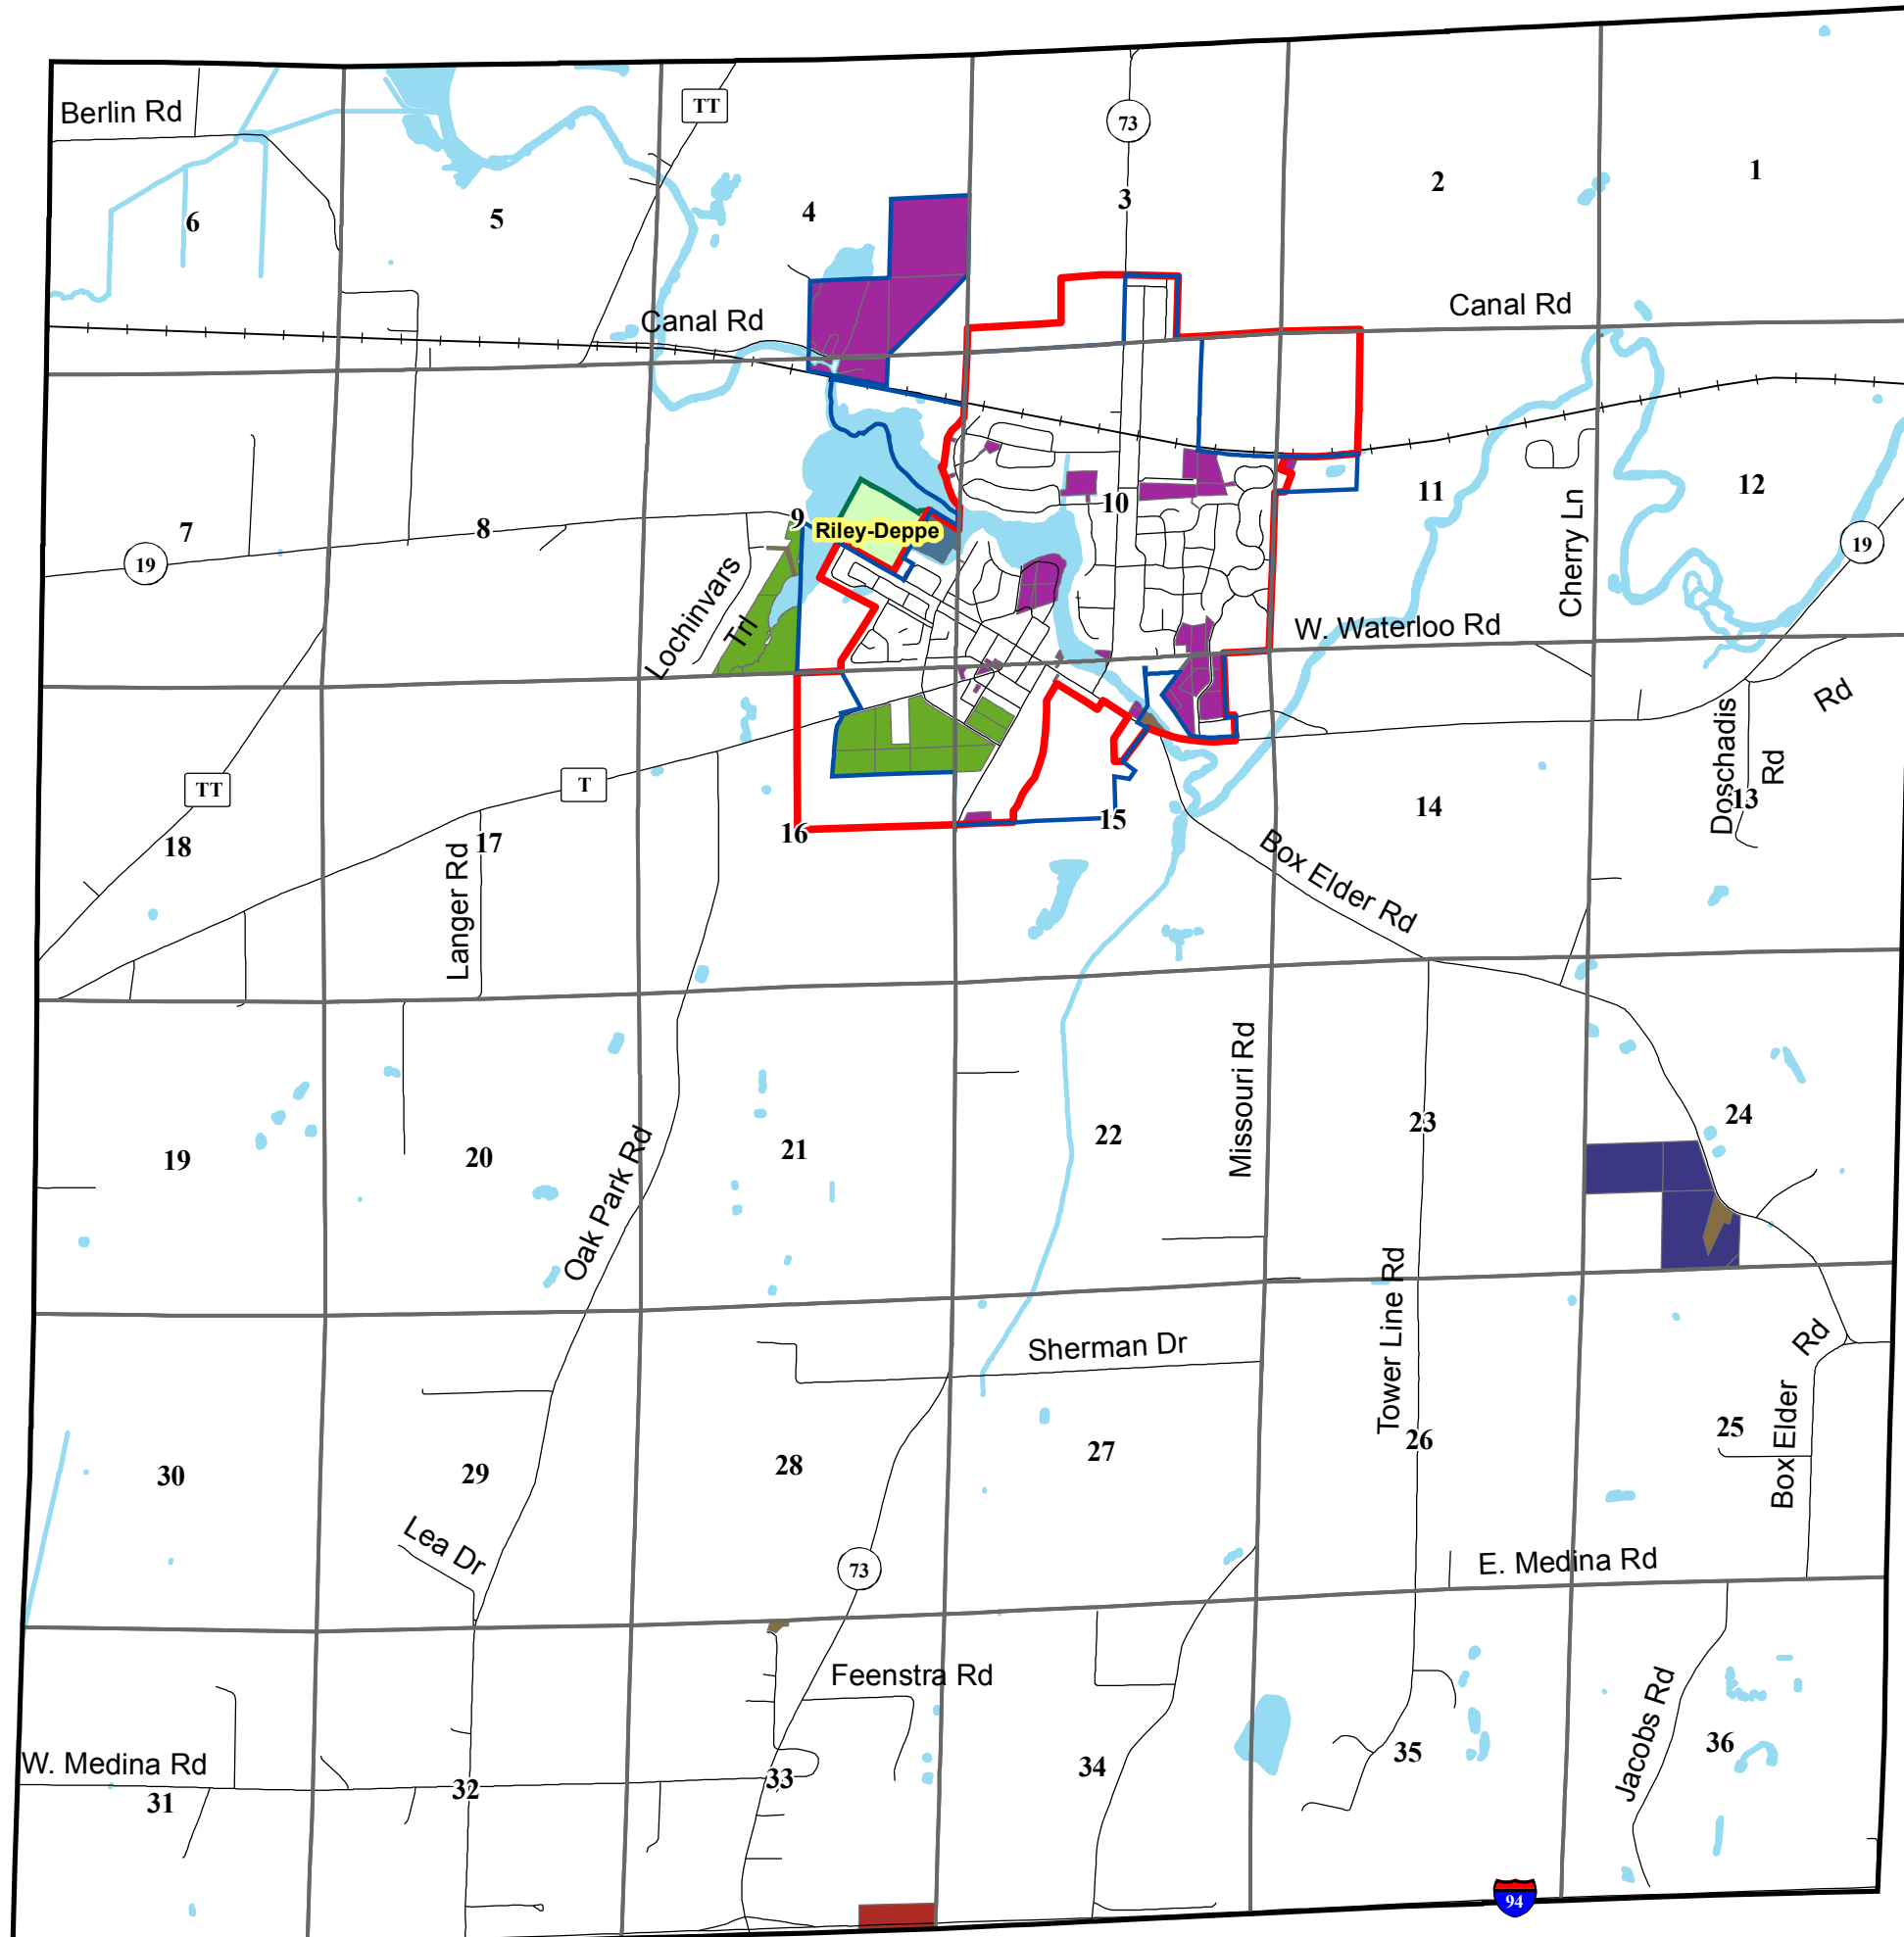 Berlin Rd
TT
73
1
2
3
4
5
6
Canal Rd
Canal Rd
7
8
9
10
11
12
19
19
Riley-Deppe
Lochinvars
Trl
Cherry Ln
W. Waterloo Rd
TT
T
18
17
16
15
14
13
Langer Rd
Box Elder Rd
Doschadis
Rd
Rd
19
20
21
22
23
24
Oak Park Rd
Missouri Rd
Tower Line Rd
Sherman Dr
Rd
Box Elder
30
29
28
27
26
25
Lea Dr
73
E. Medina Rd
Feenstra Rd
W. Medina Rd
31
32
33
34
35
36
Jacobs Rd
94